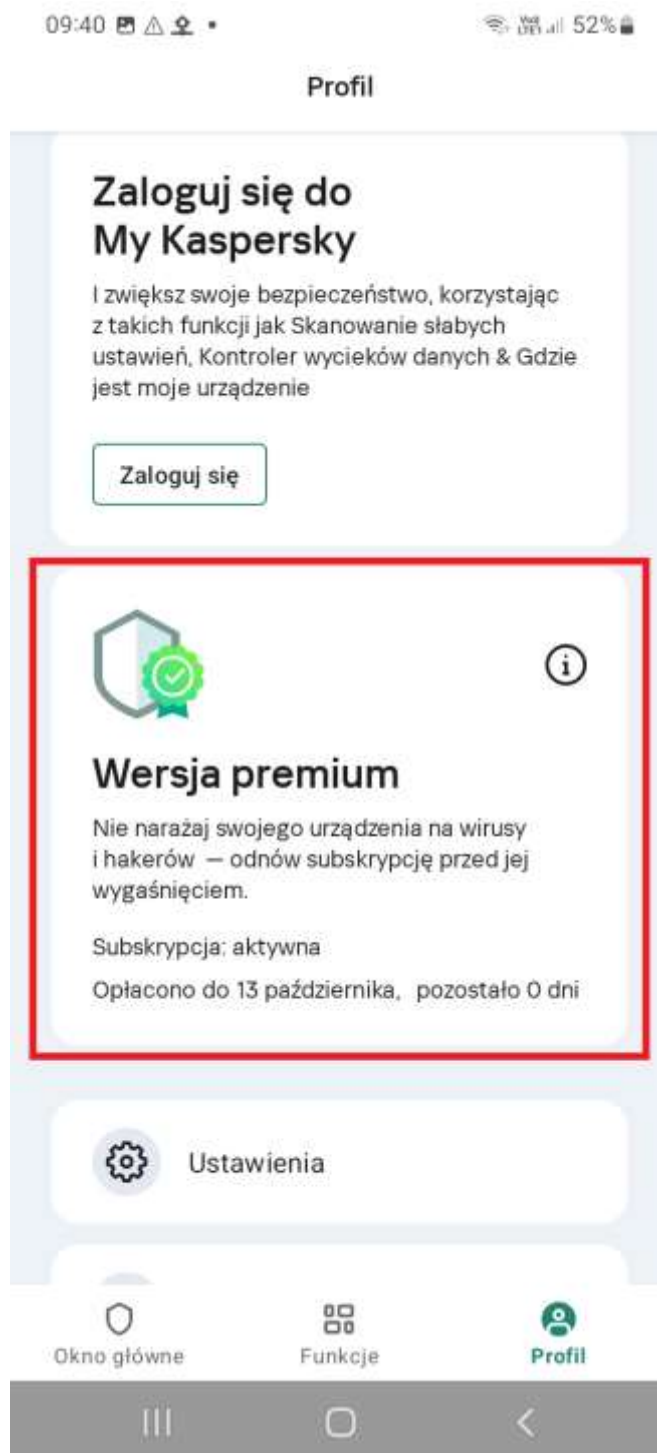 09:40 52%
Profil
Zaloguj się do
My Kaspersky
I zwiększ swoje bezpieczeństwo, korzystając
z takich funkcji jak Skanowanie słabych
ustawień, Kontroler wycieków danych & Gdzie
jest moje urządzenie
Zaloguj się
Wersja premium
Nie narażaj swojego urządzenia na wirusy
i hakerów — odnów subskrypcję przed jej
wygaśnięciem.
Subskrypcja: aktywna
Opłacono do 13 października, pozostało 0 dni
Ustawienia
Okno główne Funkcje Profil